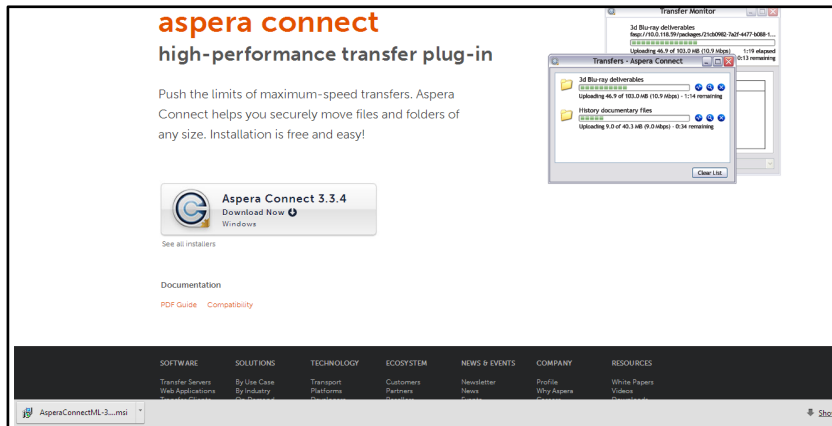 aspera connect
high-performance transfer plug-in
Push the limits of maximum-speed transfers. Aspera
Connect helps you securely move files and folders of
any size. Installation is free and easy!
Aspera Connect 3.3.4
Download Now
Windows
See all installers
Documentation
PDF Guide Compatibility
Transfer Monitor
3d Blu-ray deliverables
Uploading 46.9 of 103.0 MB (10.9 Mbps) 1:19 elapsed
0:13 remaining
Transfers - Aspera Connect
3d Blu-ray deliverables
Uploading 46.9 of 103.0 MB (10.9 Mbps) - 1:14 remaining
History documentary files
Uploading 9.0 of 40.3 MB (9.0 Mbps) - 0:34 remaining
Clear List
SOFTWARE SOLUTIONS TECHNOLOGY ECOSYSTEM NEWS & EVENTS COMPANY RESOURCES
Transfer Servers By Use Case Transport Customers Newsletter Profile White Papers
Web Applications By Industry Platforms Partners News Why Aspera Videos
AsperaConnectML-3....msi